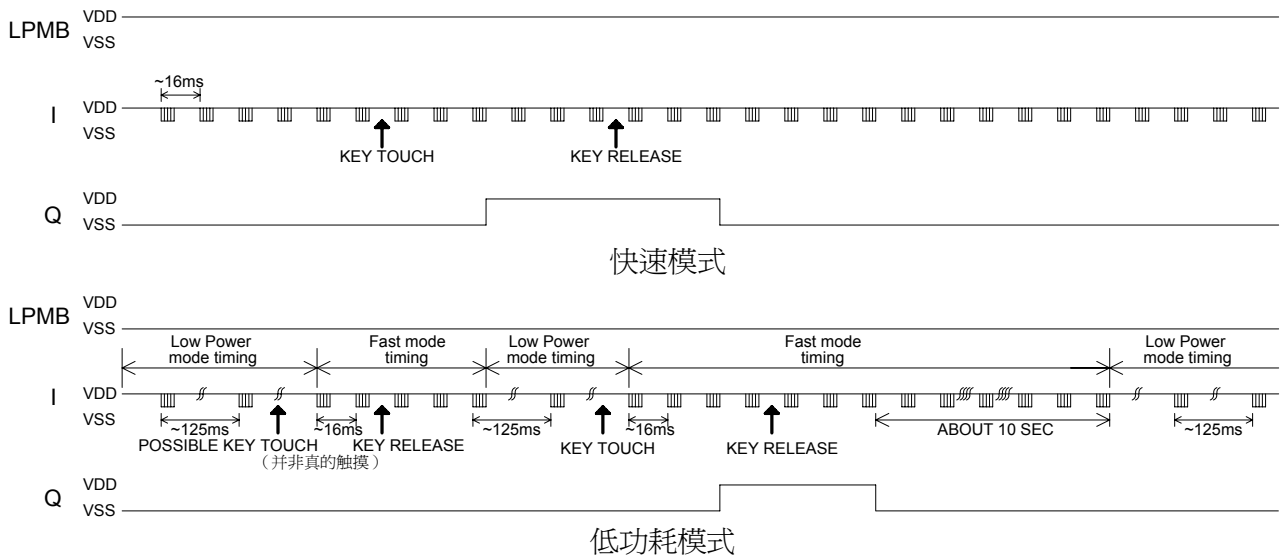 LPMB
VDD
VSS
~16ms
I
VDD
VSS
KEY TOUCH
KEY RELEASE
Q
VDD
VSS
快速模式
LPMB
VDD
VSS
Low Power
mode timing
Fast mode
timing
Low Power
mode timing
Fast mode
timing
Low Power
mode timing
I
VDD
VSS
~125ms
~16ms
~125ms
~16ms
ABOUT 10 SEC
~125ms
POSSIBLE KEY TOUCH
(并非真的触摸)
KEY RELEASE
KEY TOUCH
KEY RELEASE
Q
VDD
VSS
低功耗模式